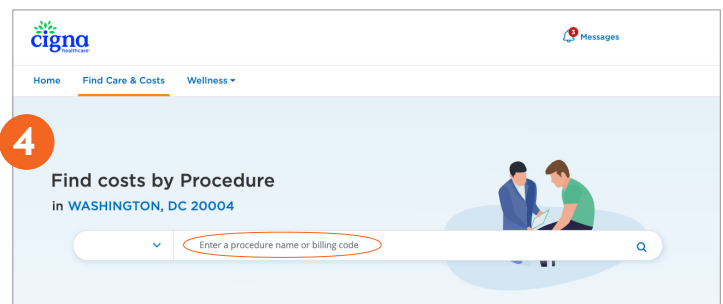 cigna
healthcare
3
Messages
Home Find Care & Costs Wellness
4
Find costs by Procedure
in WASHINGTON, DC 20004
Enter a procedure name or billing code